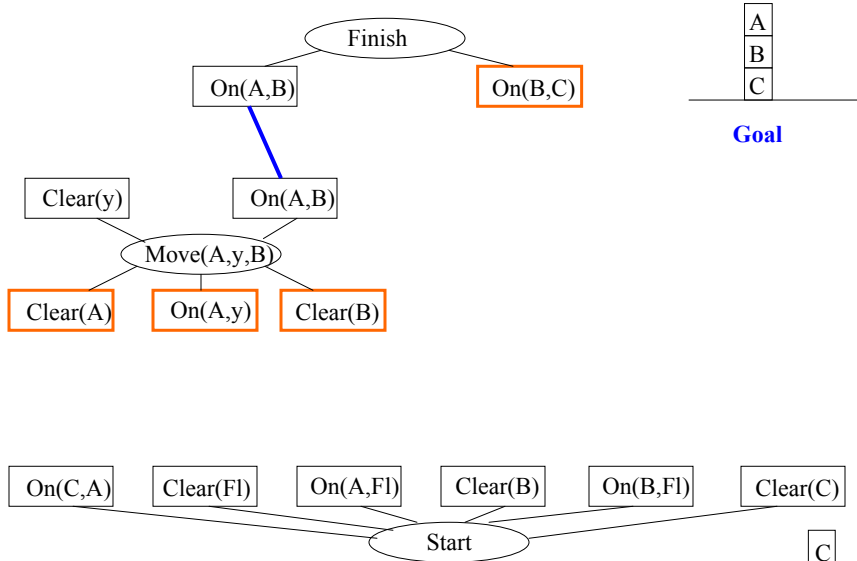 Finish
On(A,B)
On(B,C)
A
B
C
Goal
Clear(y)
On(A,B)
Move(A,y,B)
Clear(A)
On(A,y)
Clear(B)
On(C,A)
Clear(Fl)
On(A,Fl)
Clear(B)
On(B,Fl)
Clear(C)
Start
C